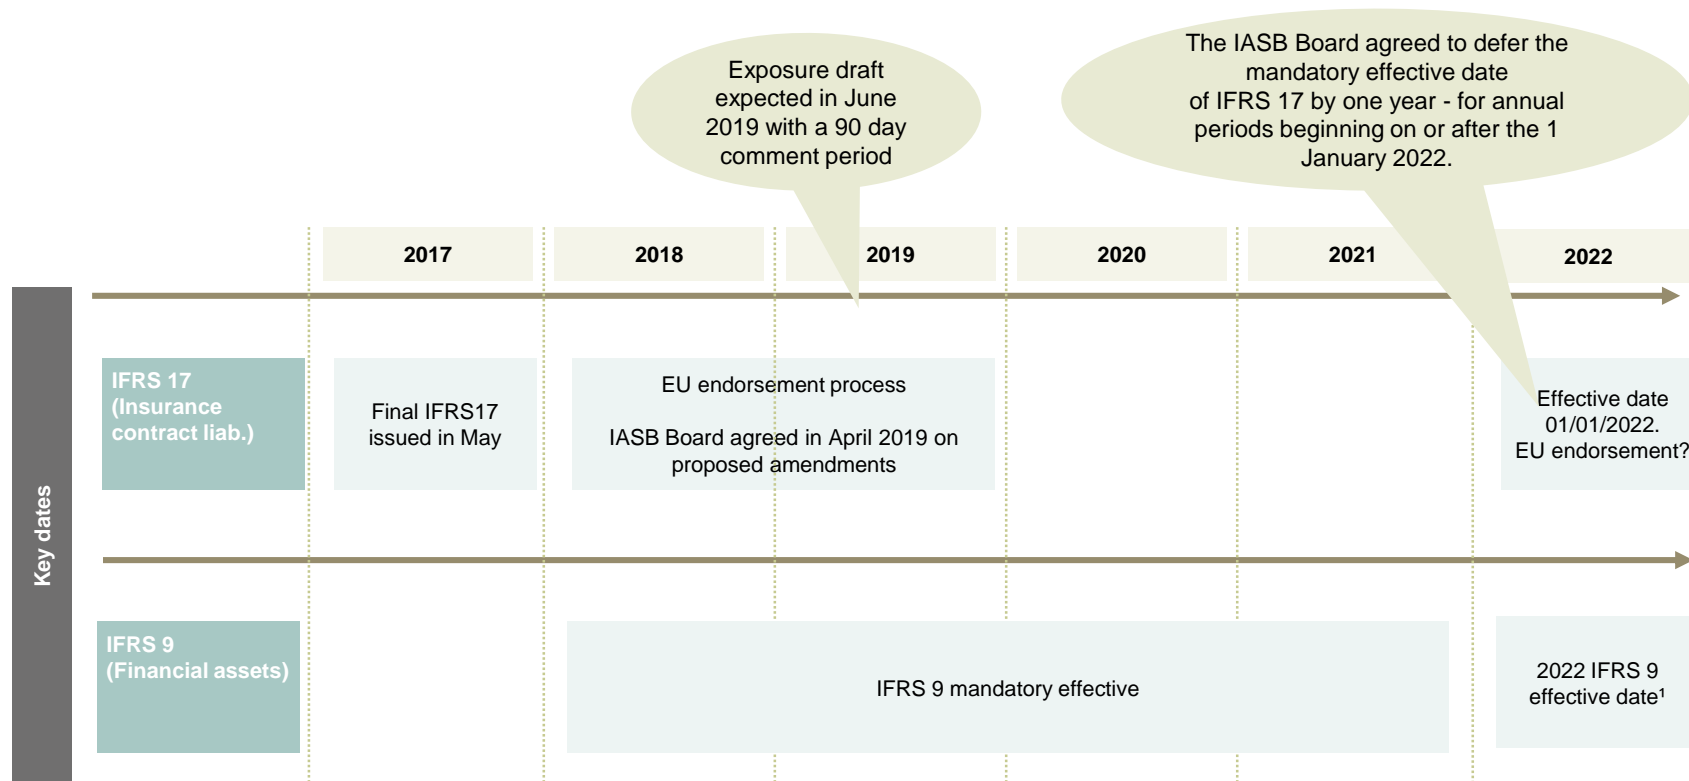 Exposure draft
expected in June
2019 with a 90 day
comment period
The IASB Board agreed to defer the
mandatory effective date
of IFRS 17 by one year - for annual
periods beginning on or after the 1
January 2022.
2017
2018
2019
2020
2021
2022
Key dates
IFRS 17
(Insurance
contract liab.)
Final IFRS17
issued in May
EU endorsement process
IASB Board agreed in April 2019 on
proposed amendments
Effective date
01/01/2022.
EU endorsement?
IFRS 9
(Financial assets)
IFRS 9 mandatory effective
2022 IFRS 9
effective date¹